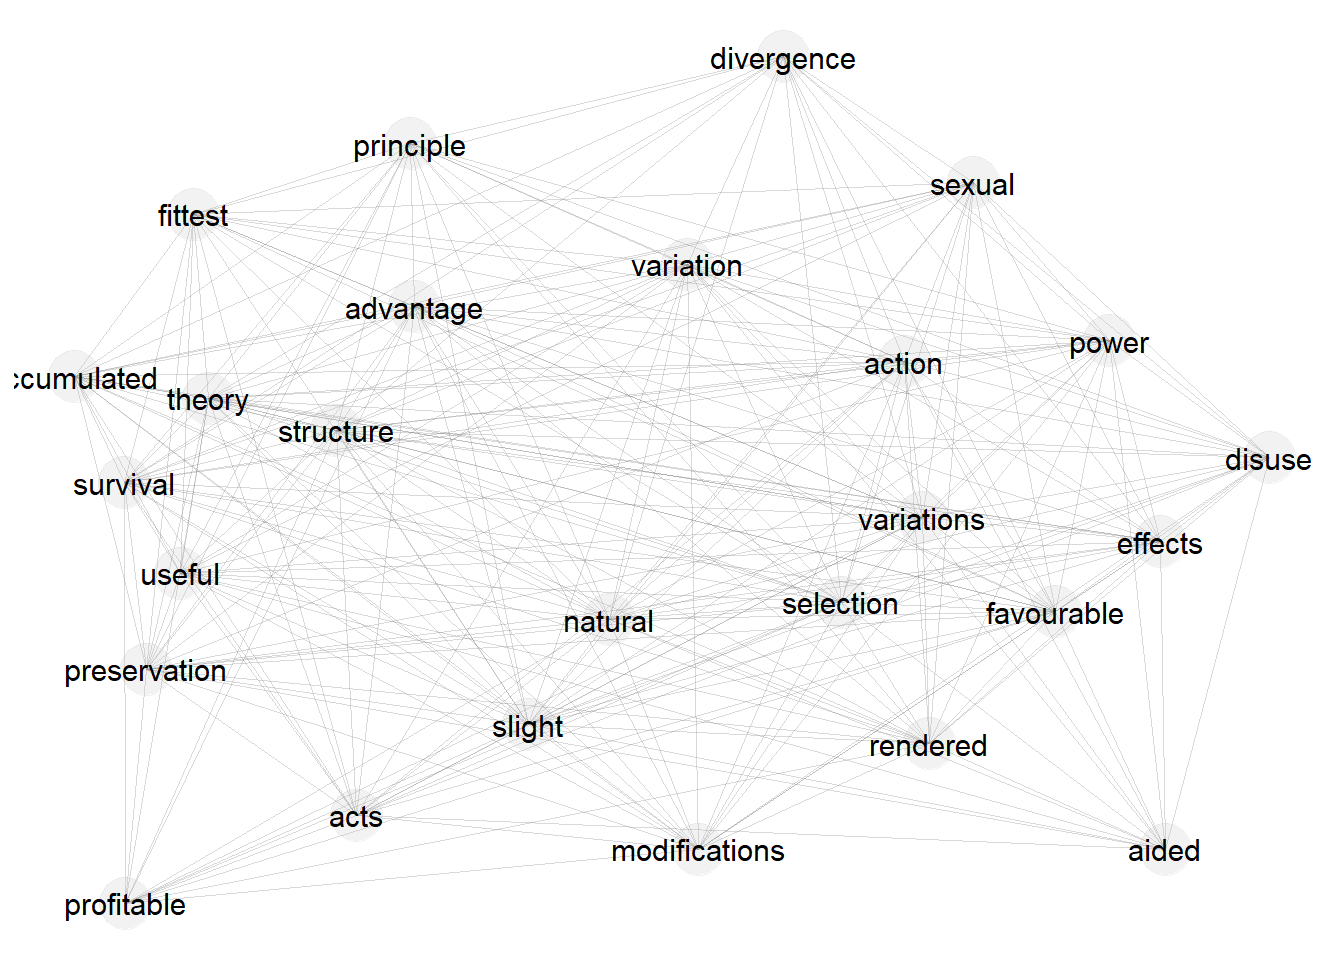 divergence
principle
sexual
fittest
variation
advantage
power
action
ccumulated
theory
structure
disuse
survival
variations
effects
useful
selection
favourable
natural
preservation
slight
rendered
acts
modifications
aided
profitable